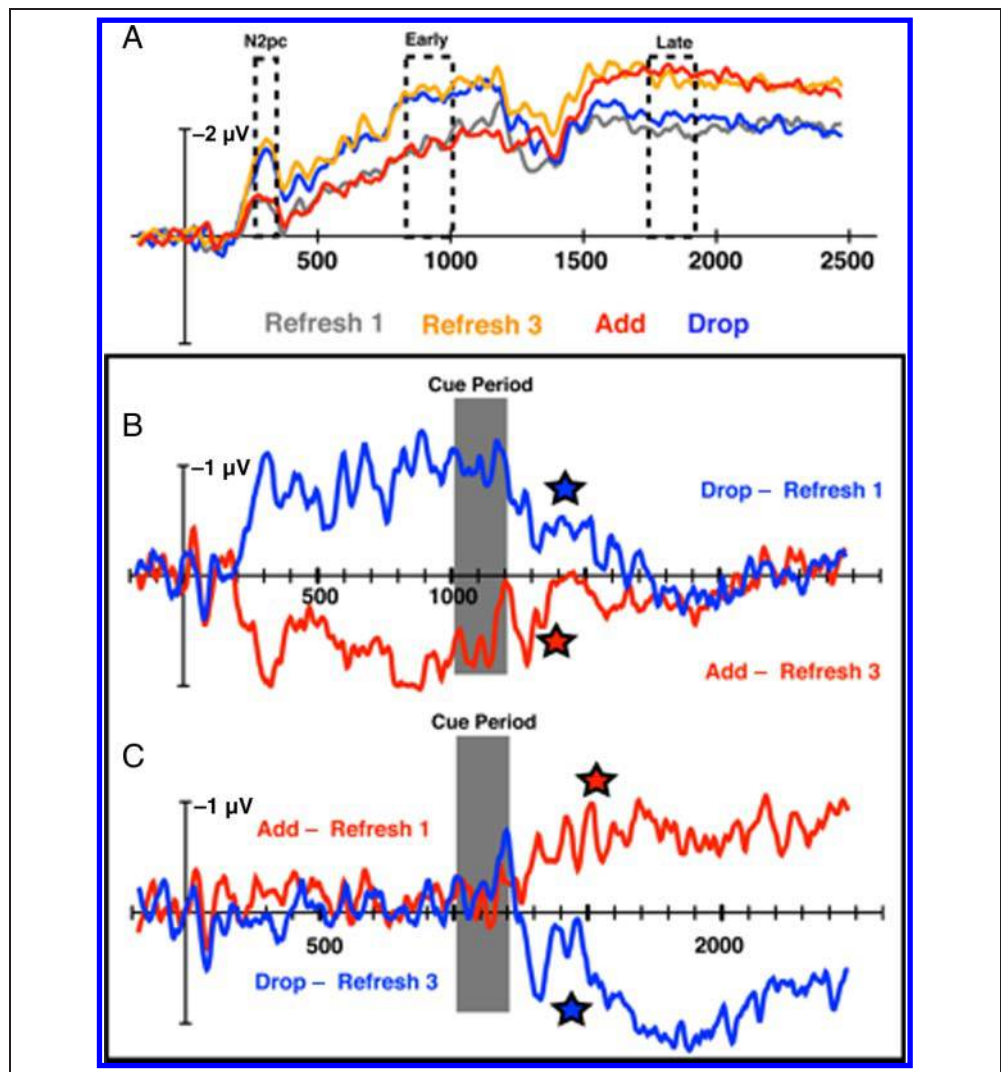 A
N2pc Early Late
–2 µV
500 1000 1500 2000 2500
Refresh 1 Refresh 3 Add Drop
Cue Period
B
–1 µV
Drop – Refresh 1
500 1000
Add – Refresh 3
Cue Period
C
–1 µV
Add – Refresh 1
500 2000
Drop – Refresh 3